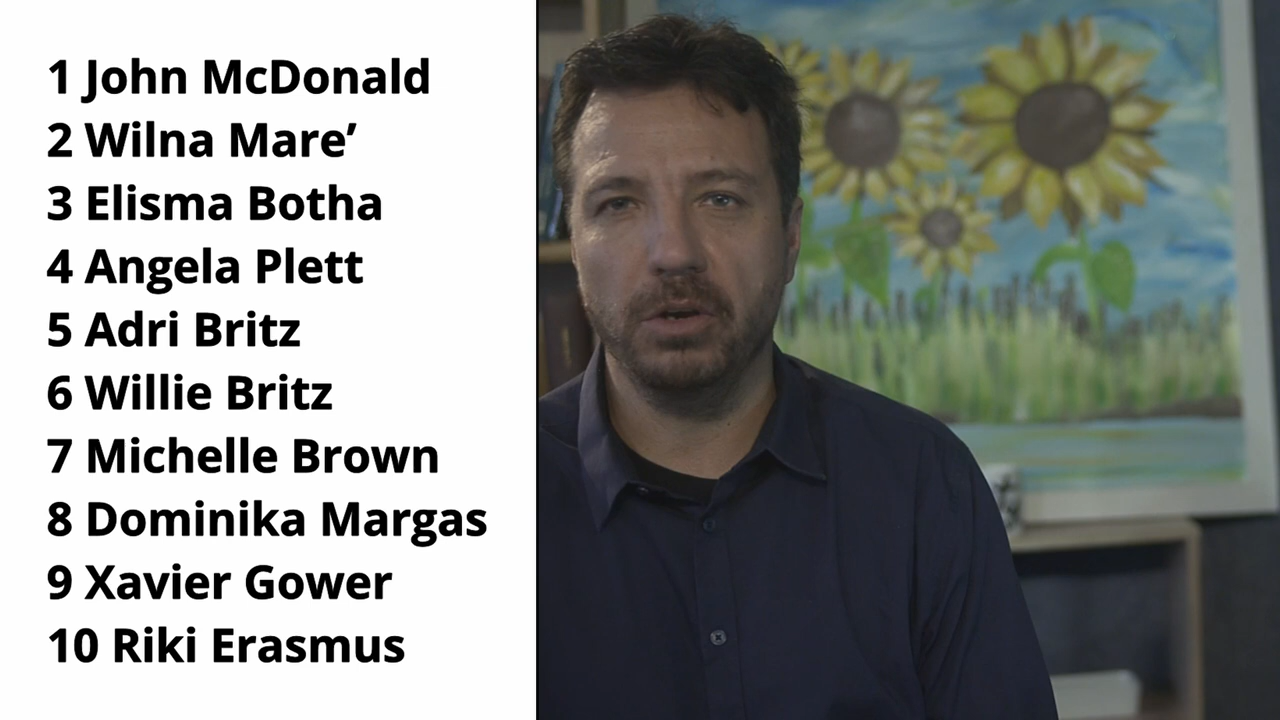 1 John McDonald
2 Wilna Mare’
3 Elisma Botha
4 Angela Plett
5 Adri Britz
6 Willie Britz
7 Michelle Brown
8 Dominika Margas
9 Xavier Gower
10 Riki Erasmus